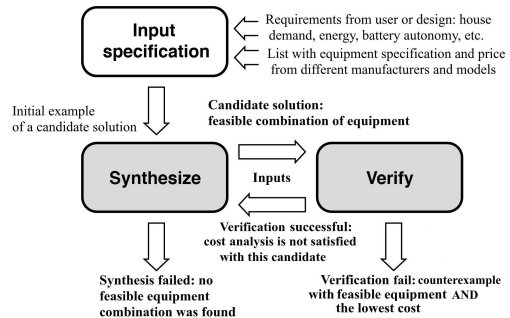 Input
specification
Requirements from user or design: house
demand, energy, battery autonomy, etc.
List with equipment specification and price
from different manufacturers and models
Initial example
of a candidate solution
Candidate solution:
feasible combination of equipment
Synthesize
Inputs
Verify
Verification successful:
cost analysis is not satisfied
with this candidate
Synthesis failed: no
feasible equipment
combination was found
Verification fail: counterexample
with feasible equipment AND
the lowest cost